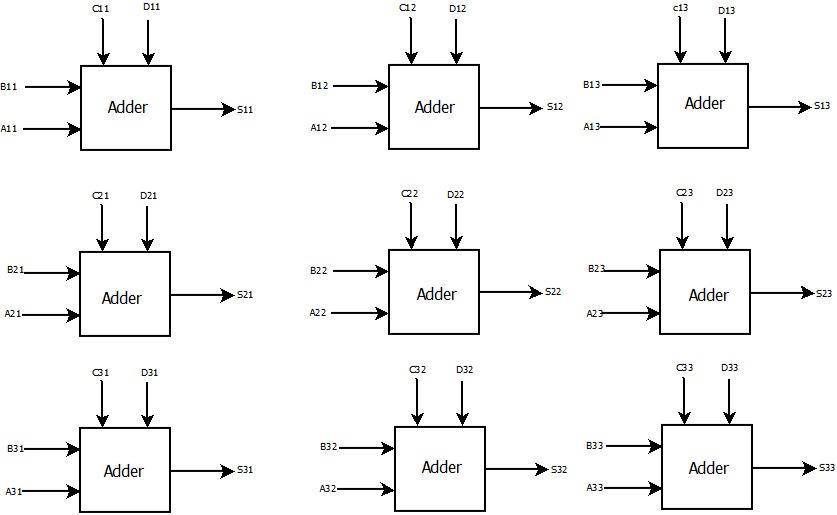 C11 D11
C12 D12
c13 D13
B11 Adder S11
A11
B12 Adder S12
A12
B13 Adder S13
A13
C21 D21
C22 D22
C23 D23
B21 Adder S21
A21
B22 Adder S22
A22
B23 Adder S23
A23
C31 D31
C32 D32
C33 D33
B31 Adder S31
A31
B32 Adder S32
A32
B33 Adder S33
A33